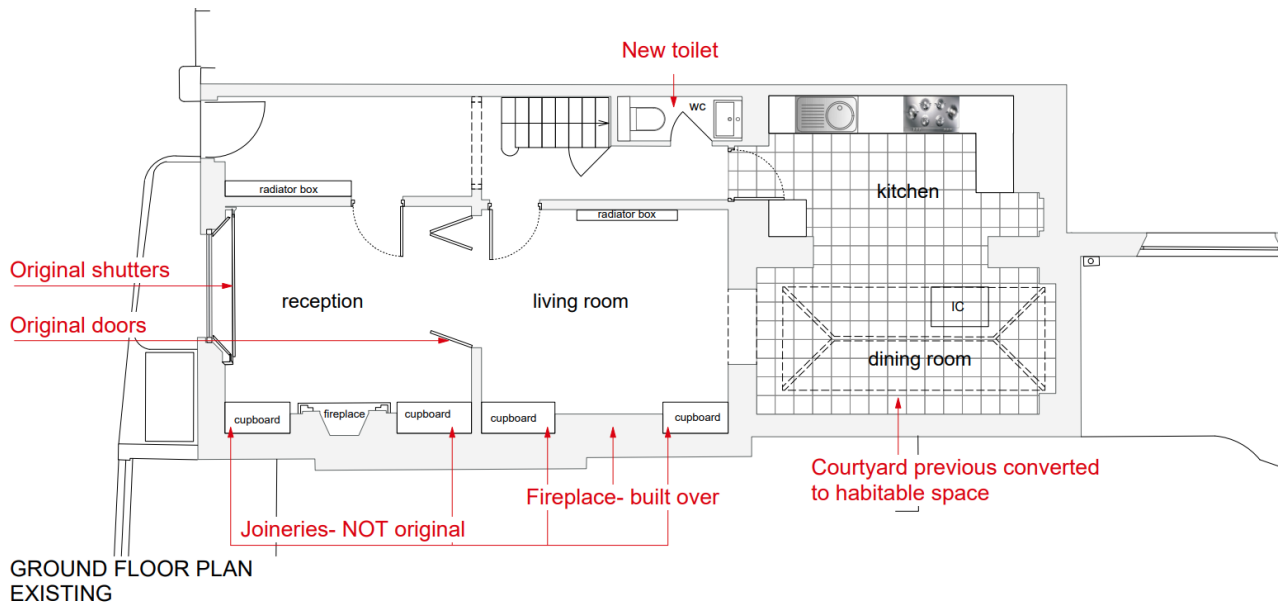 New toilet
wc
kitchen
radiator box
radiator box
Original shutters
reception
living room
IC
Original doors
dining room
cupboard
fireplace
cupboard
cupboard
cupboard
Courtyard previous converted
to habitable space
Fireplace- built over
Joineries- NOT original
GROUND FLOOR PLAN
EXISTING